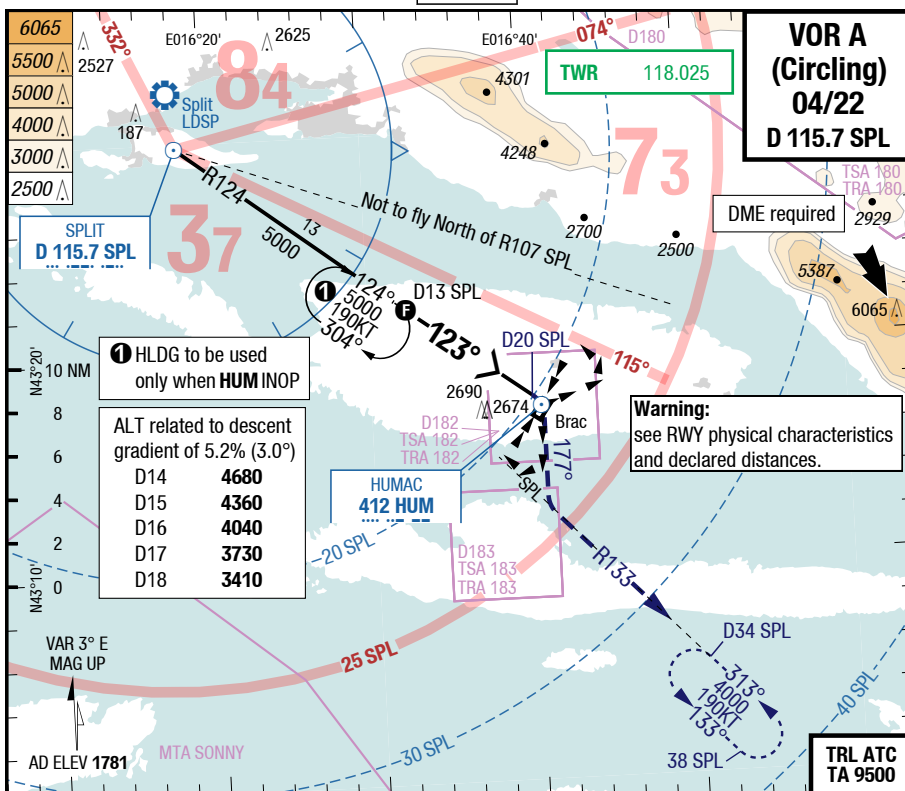 6065
5500
5000
4000
3000
2500
2527
332°
E016°20'
2625
84
187
Split
LDSP
SPLIT
D 115.7 SPL
37
E016°40'
074°
D180
TWR 118.025
4301
4248
73
VOR A
(Circling)
04/22
D 115.7 SPL
TSA 180
TRA 180
2929
DME required
5387
6065
2700
2500
Not to fly North of R107 SPL
R124
13
5000
1
124°
5000
190KT
304°
D13 SPL
F
123°
D20 SPL
115°
1 HLDG to be used
only when HUM INOP
N43°20'
10 NM
8
6
4
2
0
N43°10'
ALT related to descent
gradient of 5.2% (3.0°)
D14 4680
D15 4360
D16 4040
D17 3730
D18 3410
2690
2674
Brac
D182
TSA 182
TRA 182
HUMAC
412 HUM
SPL
177°
Warning:
see RWY physical characteristics
and declared distances.
20 SPL
D183
TSA 183
TRA 183
R133
D34 SPL
313°
4000
190KT
133°
38 SPL
25 SPL
30 SPL
40 SPL
VAR 3° E
MAG UP
AD ELEV 1781
MTA SONNY
TRL ATC
TA 9500